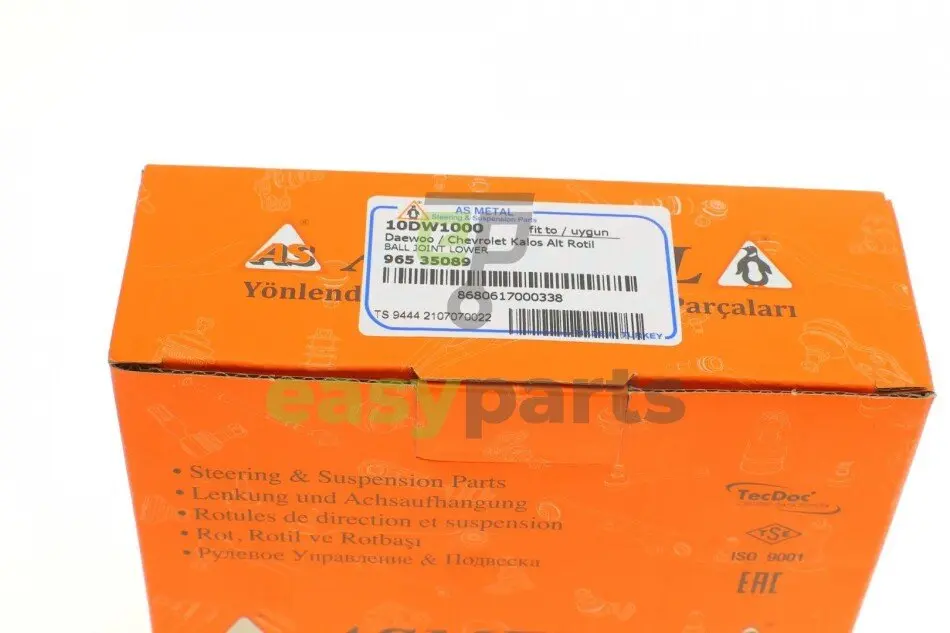 AS METAL
Steering & Suspension Parts
10DW1000 fit to / uygun
Daewoo / Chevrolet Kalos Alt Rotil
BALL JOINT LOWER
965 35089
8680617000338
TS 9444 2107070022
TURKEY
AS
Parçaları
easyparts
• Steering & Suspension Parts
• Lenkung und Achsaufhangung
• Rotules de direction et suspension
• Rot, Rotil ve Rotbaşı
• Рулевое Управление & Подвеска
TecDoc
TSE
ISO 9001
EAC